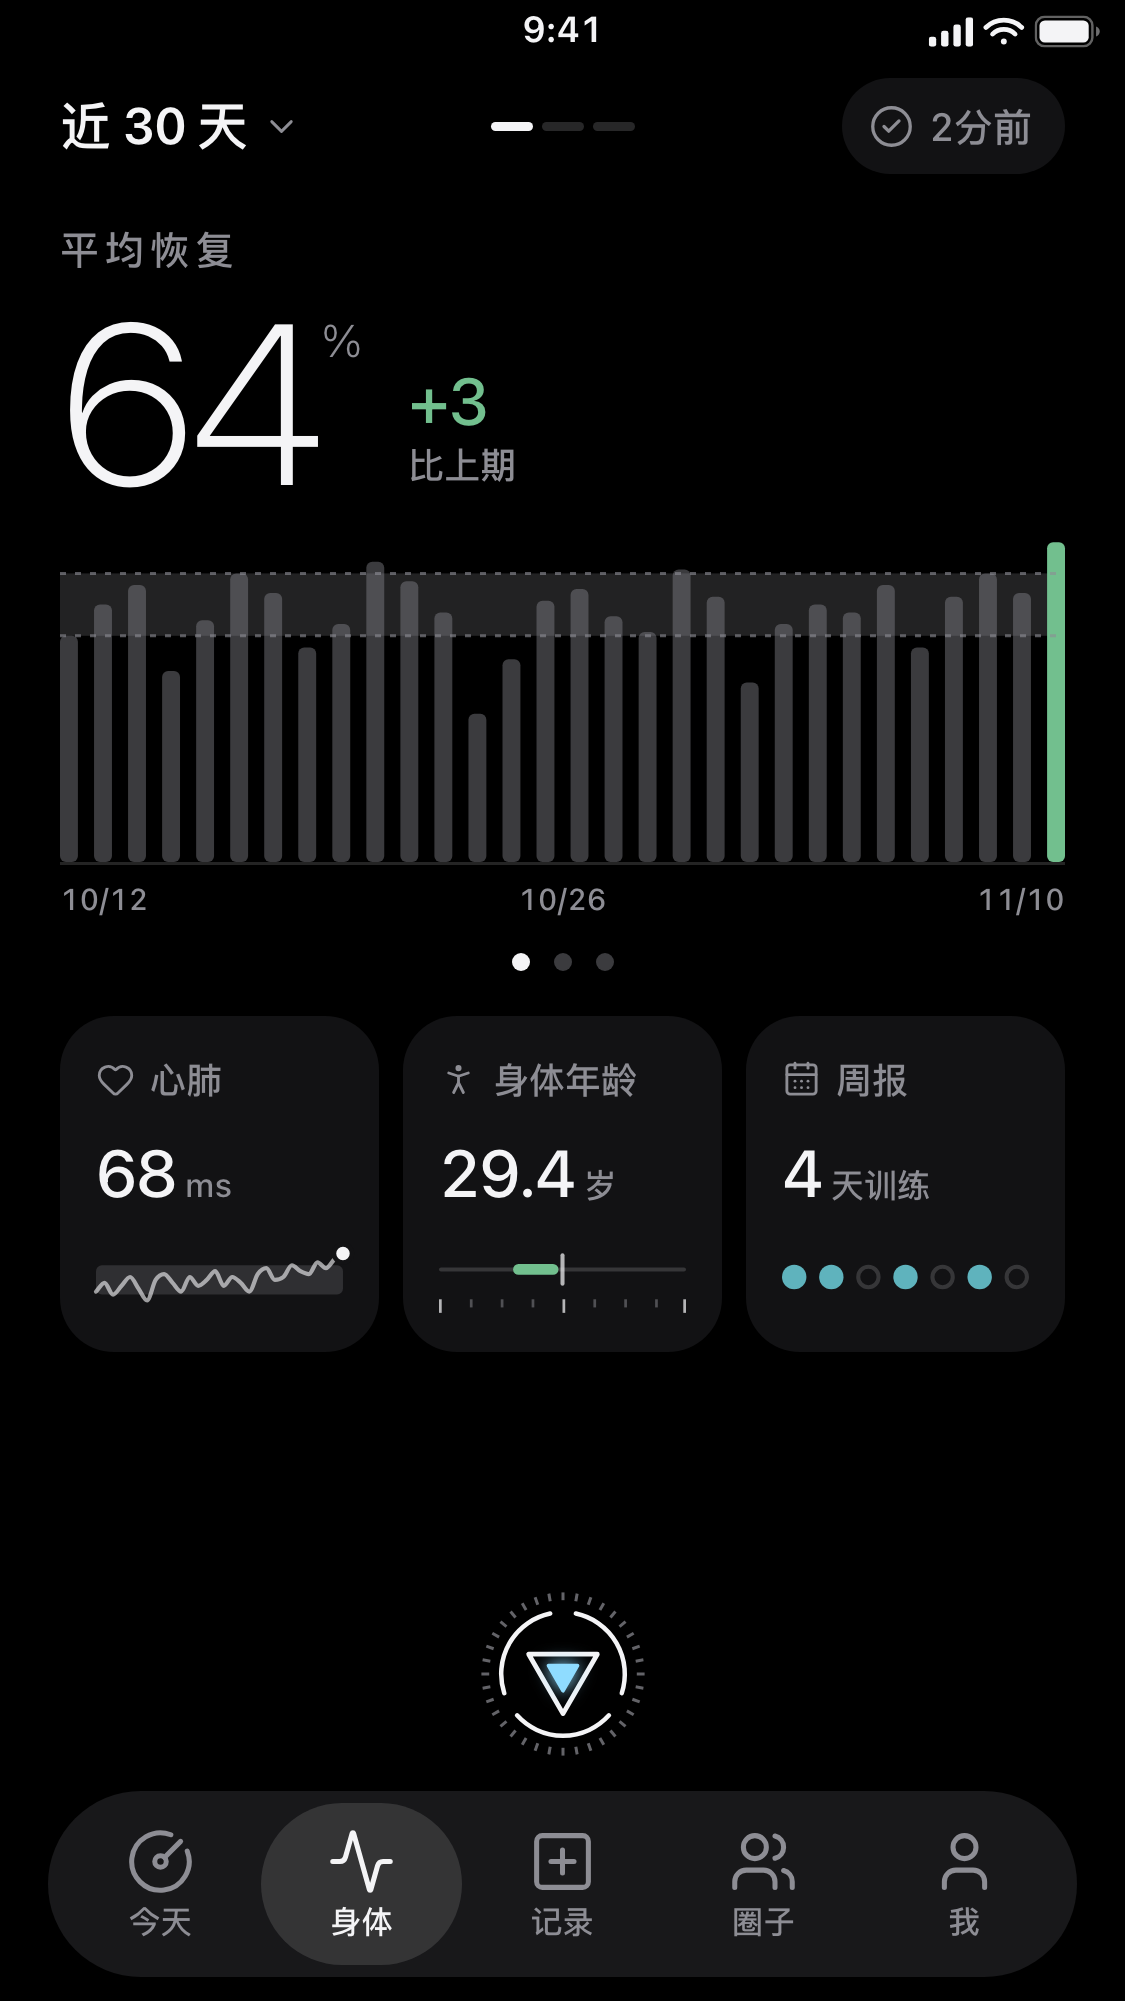 9:41
近 30 天
2分前
平均恢复
64%
+3
比上期
10/12 10/26 11/10
心肺
68 ms
身体年龄
29.4 岁
周报
4 天训练
今天 身体 记录 圈子 我